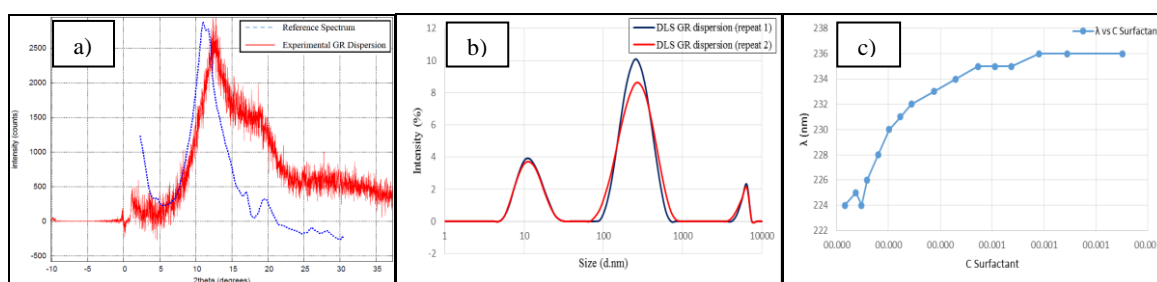 a)
Reference Spectrum
Experimental GR Dispersion
2500
2000
1500
1000
500
0
-500
intensity (counts)
-10 -5 0 5 10 15 20 25 30 35
2theta (degrees)
b)
DLS GR dispersion (repeat 1)
DLS GR dispersion (repeat 2)
12
10
8
6
4
2
0
Intensity (%)
1 10 100 1000 10000
Size (d.nm)
c)
λ vs C Surfactant
238
236
234
232
230
228
226
224
222
λ (nm)
00.000 00.000 00.000 00.001 00.001 00.001 00.00
C Surfactant